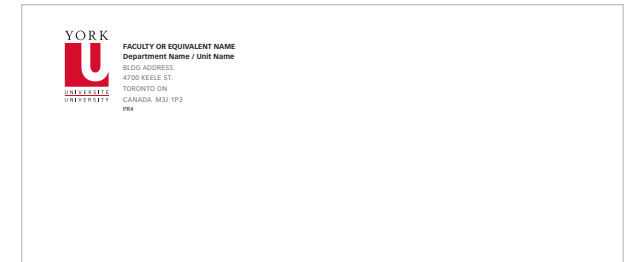 YORK
U
UNIVERSITÉ
UNIVERSITY
FACULTY OR EQUIVALENT NAME
Department Name / Unit Name
BLDG ADDRESS.
4700 KEELE ST.
TORONTO ON
CANADA M3J 1P3
PR#